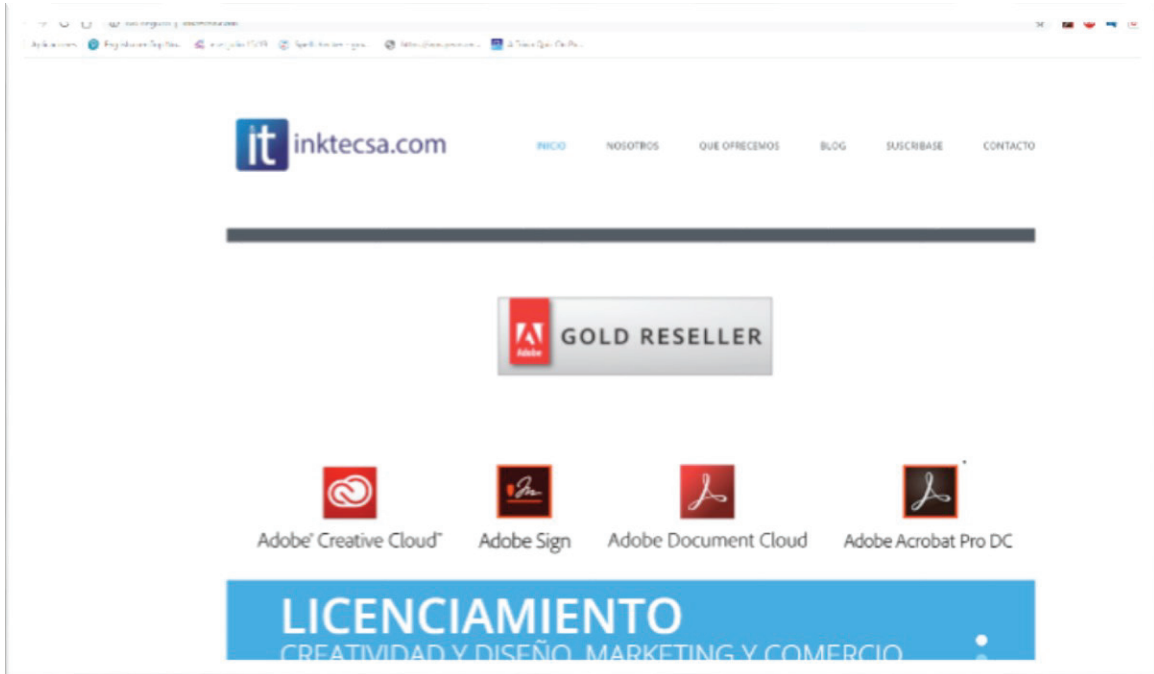 it inktecsa.com
INICIO NOSOTROS QUE OFRECEMOS BLOG SUSCRIBASE CONTACTO
Adobe
GOLD RESELLER
Adobe® Creative Cloud™ Adobe Sign Adobe Document Cloud Adobe Acrobat Pro DC
LICENCIAMIENTO
CREATIVIDAD Y DISEÑO, MARKETING Y COMERCIO